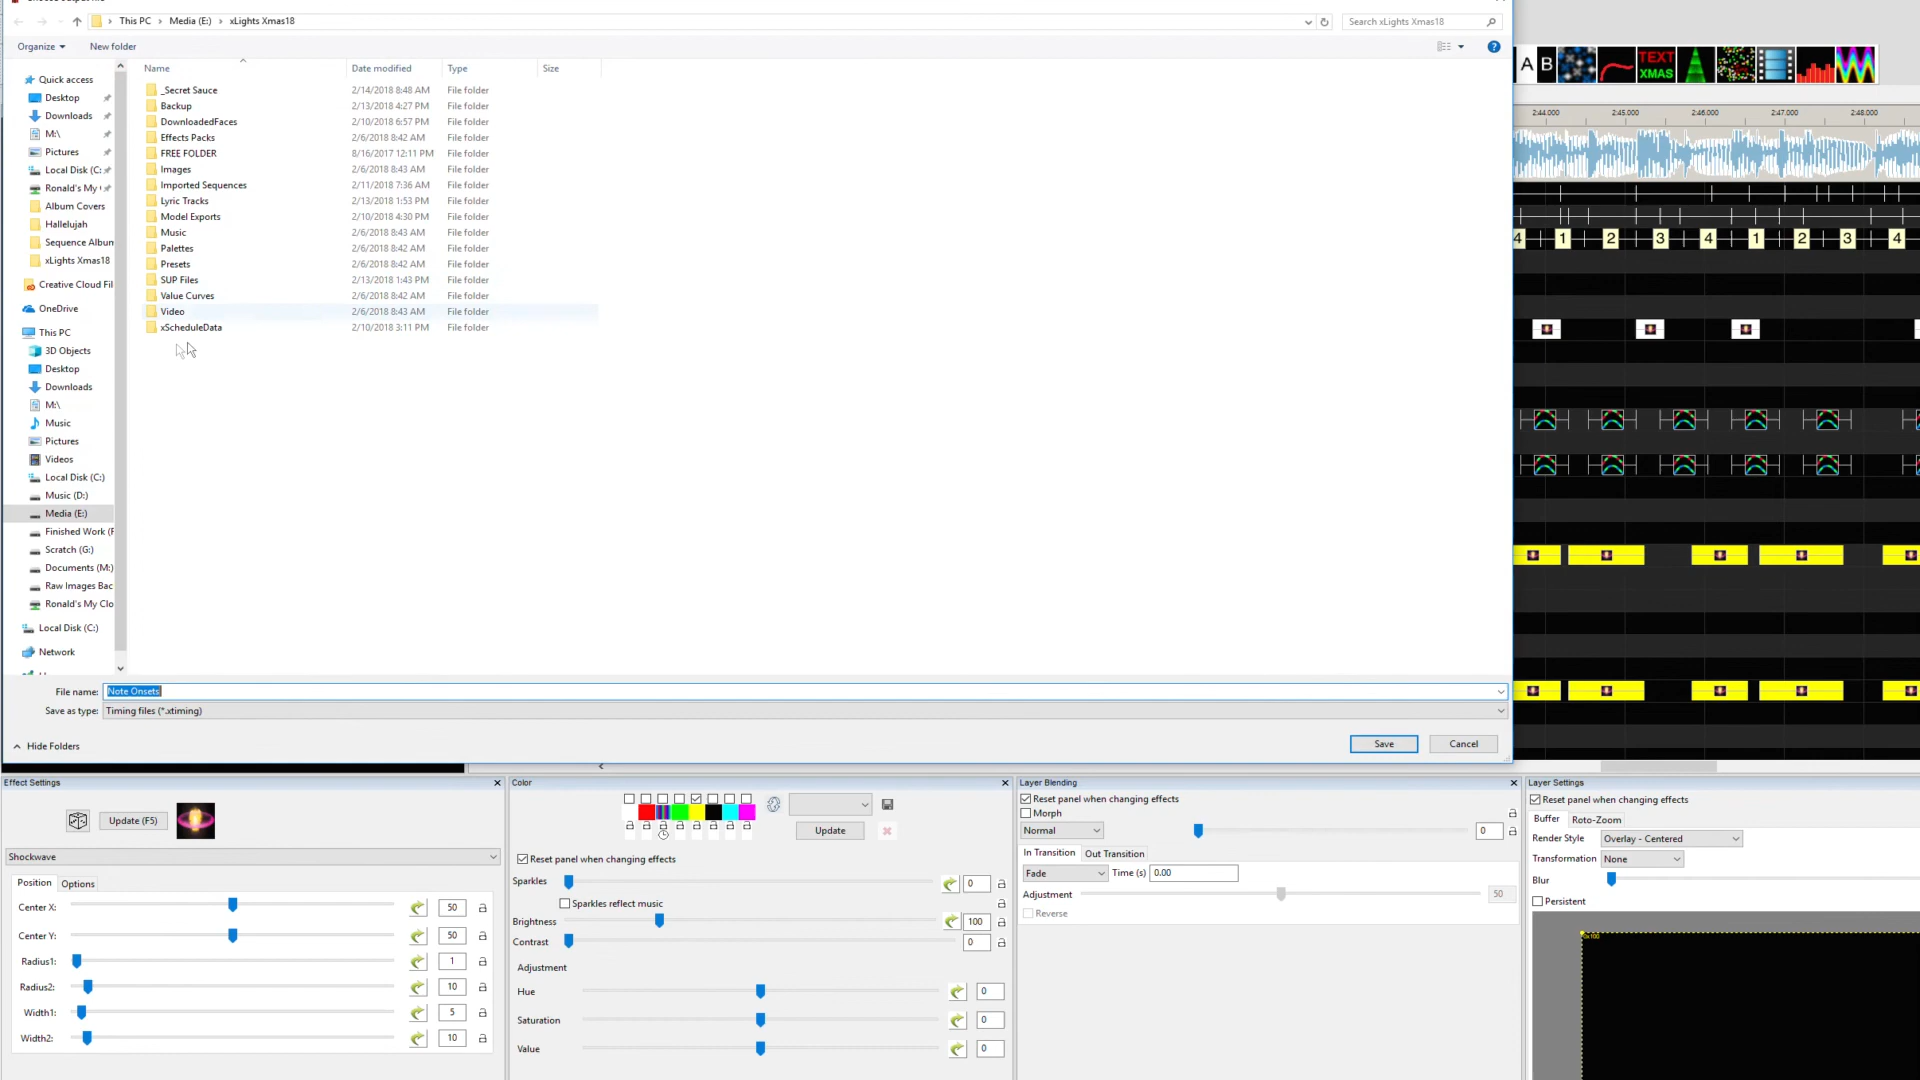 This PC > Media (E:) > xLights Xmas18
Search xLights Xmas18
Organize
New folder
Name
Date modified
Type
Size
Quick access
Desktop
Downloads
M:\
Pictures
Local Disk (C:
Ronald's My
Album Covers
Hallelujah
Sequence Album
xLights Xmas18
Creative Cloud Fil
OneDrive
This PC
3D Objects
Desktop
Downloads
M:\
Music
Pictures
Videos
Local Disk (C:)
Music (D:)
Media (E:)
Finished Work (F
Scratch (G:)
Documents (M:)
Raw Images Bac
Ronald's My Clo
Local Disk (C:)
Network
_Secret Sauce 2/14/2018 8:48 AM File folder
Backup 2/13/2018 4:27 PM File folder
DownloadedFaces 2/10/2018 6:57 PM File folder
Effects Packs 2/6/2018 8:42 AM File folder
FREE FOLDER 8/16/2017 12:11 PM File folder
Images 2/6/2018 8:43 AM File folder
Imported Sequences 2/11/2018 7:36 AM File folder
Lyric Tracks 2/13/2018 1:53 PM File folder
Model Exports 2/10/2018 4:30 PM File folder
Music 2/6/2018 8:43 AM File folder
Palettes 2/6/2018 8:42 AM File folder
Presets 2/6/2018 8:42 AM File folder
SUP Files 2/13/2018 1:43 PM File folder
Value Curves 2/6/2018 8:42 AM File folder
Video 2/6/2018 8:43 AM File folder
xScheduleData 2/10/2018 3:11 PM File folder
File name: Note Onsets
Save as type: Timing files (*.xtiming)
Hide Folders
Save
Cancel
A B
TEXT
XMAS
2:44.000 2:45.000 2:46.000 2:47.000 2:48.000
4 1 2 3 4 1 2 3 4
Effect Settings
Update (F5)
Shockwave
Position
Options
Center X: 50
Center Y: 50
Radius1: 1
Radius2: 10
Width1: 5
Width2: 10
Color
Update
Reset panel when changing effects
Sparkles 0
Sparkles reflect music
Brightness 100
Contrast 0
Adjustment
Hue 0
Saturation 0
Value 0
Layer Blending
Reset panel when changing effects
Morph
Normal 0
In Transition
Out Transition
Fade Time (s) 0.00
Adjustment 50
Reverse
Layer Settings
Reset panel when changing effects
Buffer
Roto-Zoom
Render Style Overlay - Centered
Transformation None
Blur
Persistent